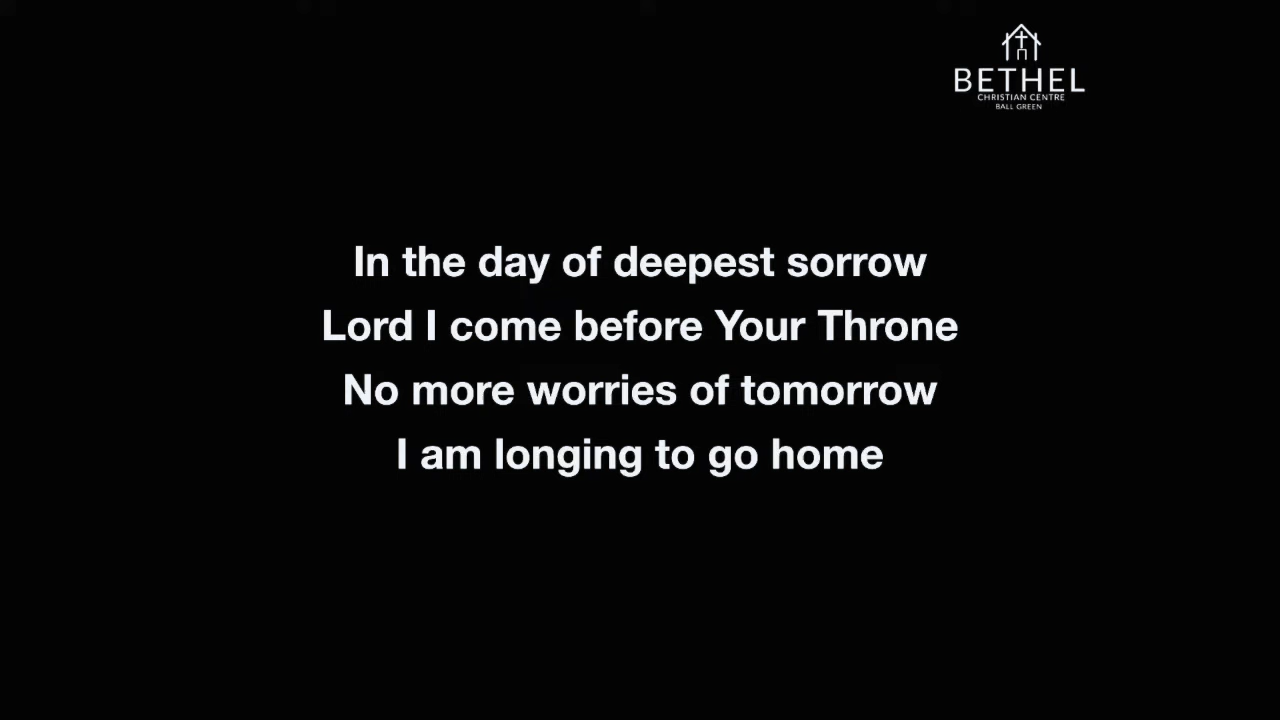 BETHEL
CHRISTIAN CENTRE
BALL GREEN
In the day of deepest sorrow
Lord I come before Your Throne
No more worries of tomorrow
I am longing to go home